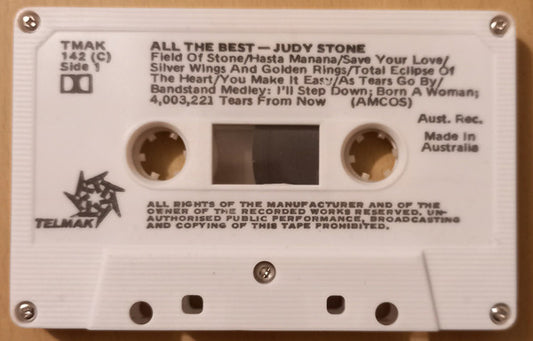 TMAK
142 (C)
Side 1
ALL THE BEST — JUDY STONE
Field Of Stone/Hasta Manana/Save Your Love/
Silver Wings And Golden Rings/Total Eclipse Of
The Heart/You Make It Easy/As Tears Go By/
Bandstand Medley: I'll Step Down; Born A Woman;
4,003,221 Tears From Now (AMCOS)
Aust. Rec.
Made In
Australia
TELMAK
ALL RIGHTS OF THE MANUFACTURER AND OF THE
OWNER OF THE RECORDED WORKS RESERVED. UN-
AUTHORISED PUBLIC PERFORMANCE, BROADCASTING
AND COPYING OF THIS TAPE PROHIBITED.